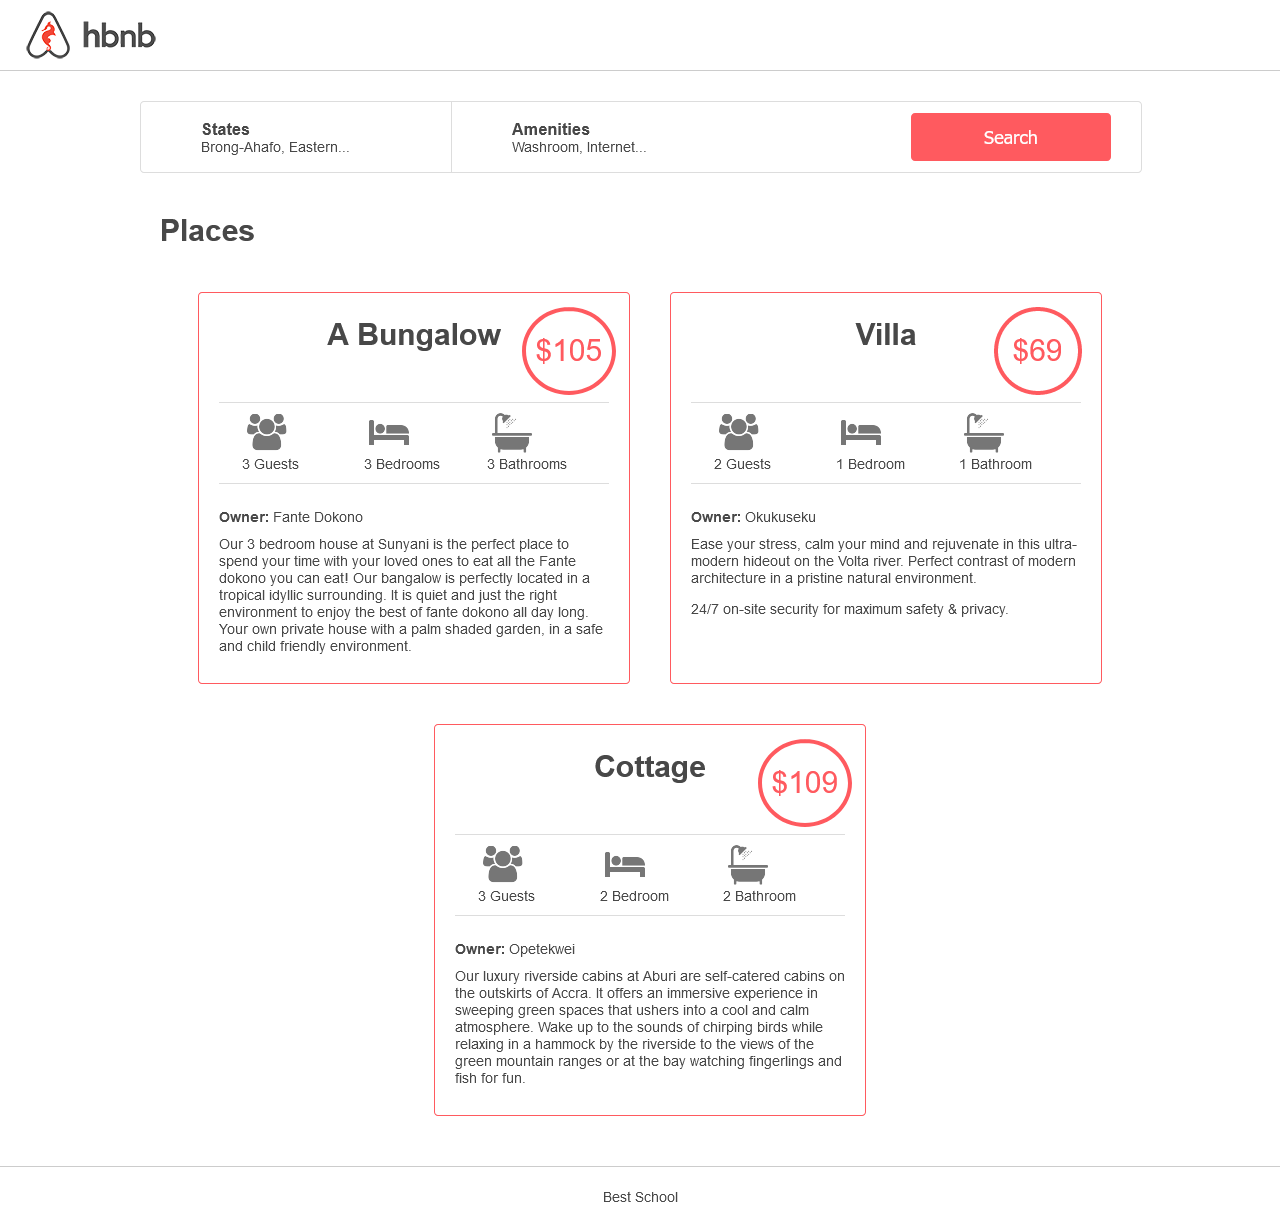 hbnb
States
Brong-Ahafo, Eastern...
Amenities
Washroom, Internet...
Search
Places
A Bungalow
$105
3 Guests
3 Bedrooms
3 Bathrooms
Owner: Fante Dokono
Our 3 bedroom house at Sunyani is the perfect place to
spend your time with your loved ones to eat all the Fante
dokono you can eat! Our bangalow is perfectly located in a
tropical idyllic surrounding. It is quiet and just the right
environment to enjoy the best of fante dokono all day long.
Your own private house with a palm shaded garden, in a safe
and child friendly environment.
Villa
$69
2 Guests
1 Bedroom
1 Bathroom
Owner: Okukuseku
Ease your stress, calm your mind and rejuvenate in this ultra-
modern hideout on the Volta river. Perfect contrast of modern
architecture in a pristine natural environment.
24/7 on-site security for maximum safety & privacy.
Cottage
$109
3 Guests
2 Bedroom
2 Bathroom
Owner: Opetekwei
Our luxury riverside cabins at Aburi are self-catered cabins on
the outskirts of Accra. It offers an immersive experience in
sweeping green spaces that ushers into a cool and calm
atmosphere. Wake up to the sounds of chirping birds while
relaxing in a hammock by the riverside to the views of the
green mountain ranges or at the bay watching fingerlings and
fish for fun.
Best School